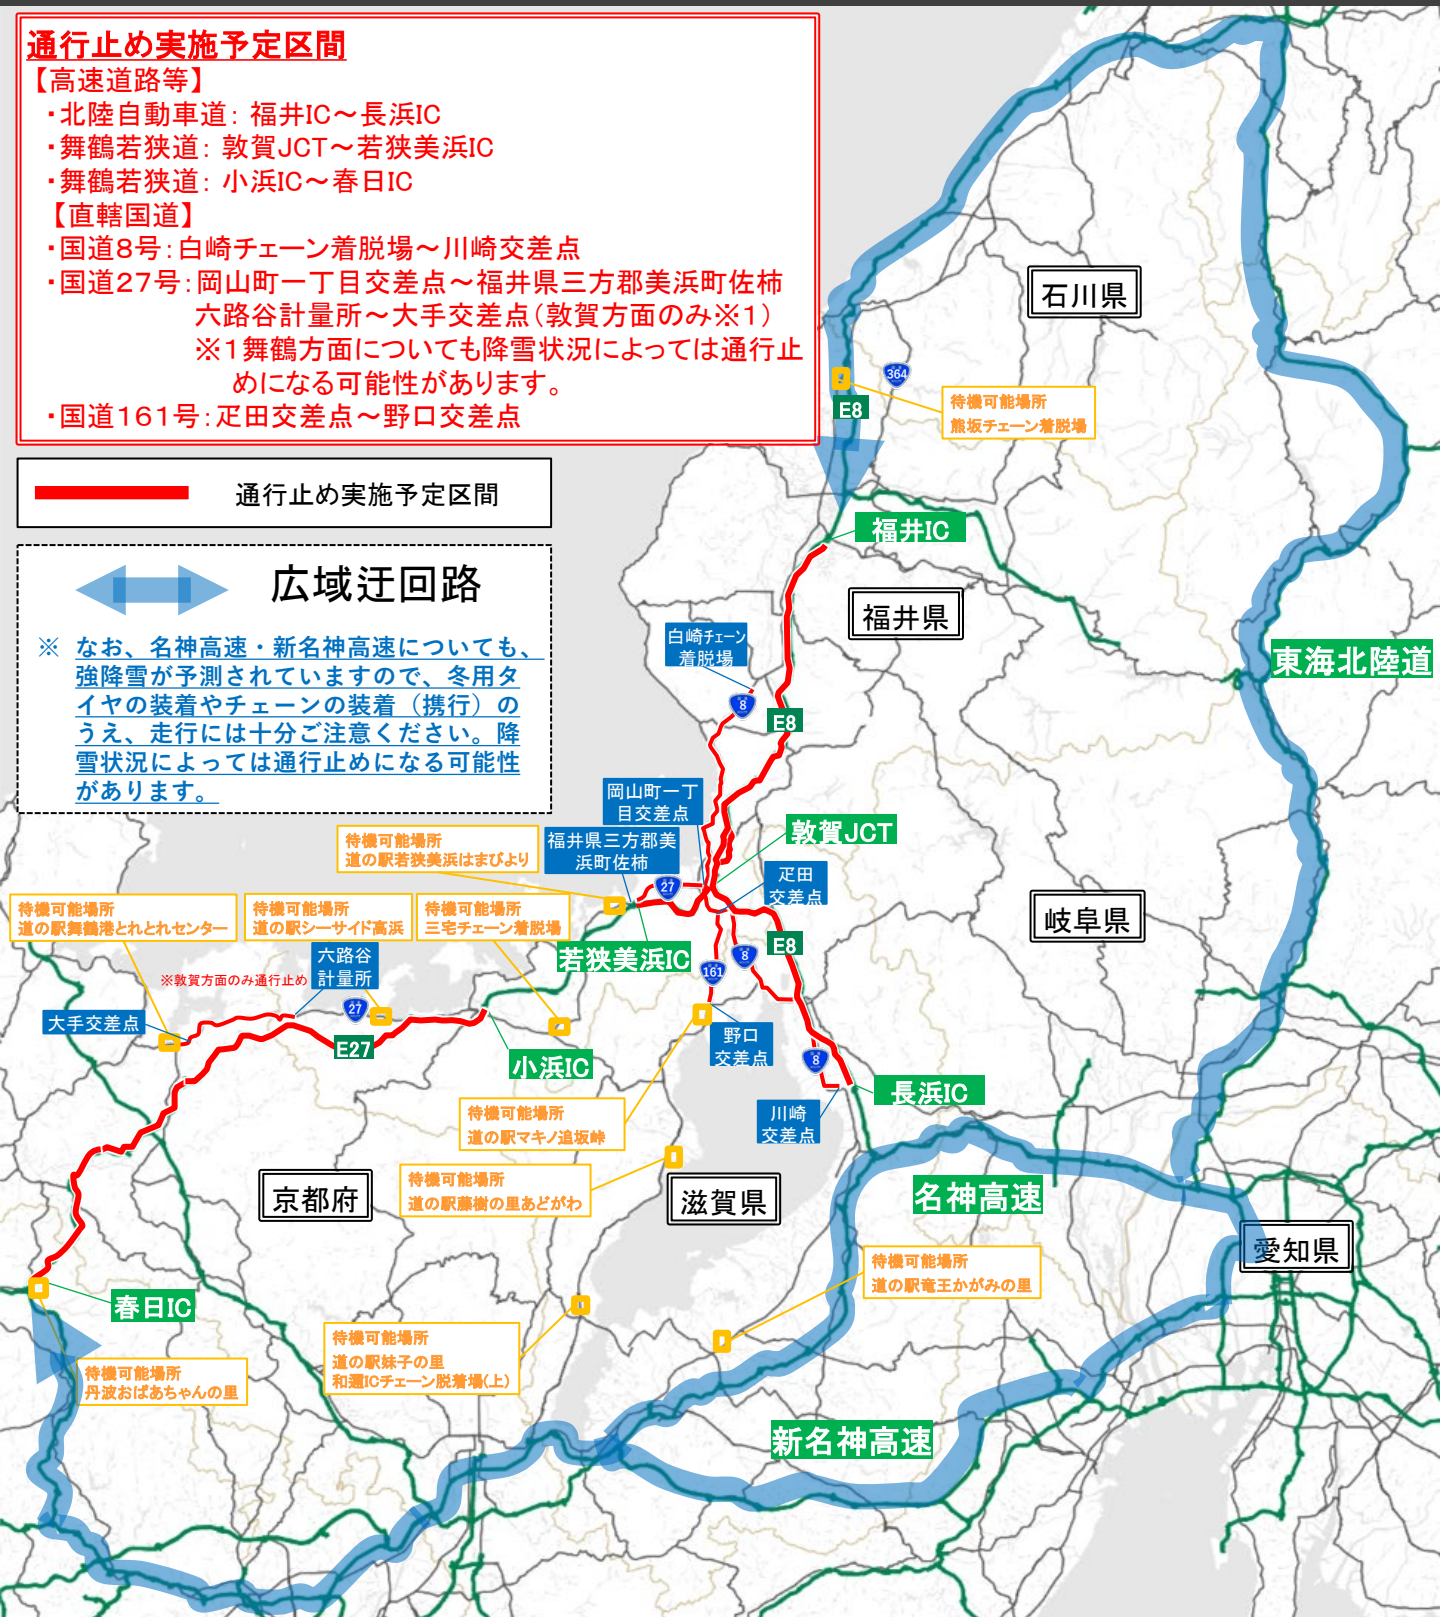 通行止め実施予定区間
【高速道路等】
・北陸自動車道：福井IC～長浜IC
・舞鶴若狭道：敦賀JCT～若狭美浜IC
・舞鶴若狭道：小浜IC～春日IC
【直轄国道】
・国道8号：白崎チェーン着脱場～川崎交差点
・国道27号：岡山町一丁目交差点～福井県三方郡美浜町佐柿
六路谷計量所～大手交差点（敦賀方面のみ※1）
※1舞鶴方面についても降雪状況によっては通行止
めになる可能性があります。
・国道161号：疋田交差点～野口交差点
通行止め実施予定区間
広域迂回路
※ なお、名神高速・新名神高速についても、
強降雪が予測されていますので、冬用タ
イヤの装着やチェーンの装着（携行）の
うえ、走行には十分ご注意ください。降
雪状況によっては通行止めになる可能性
があります。
石川県
364
E8
待機可能場所
熊坂チェーン着脱場
福井IC
福井県
白崎チェーン
着脱場
8
E8
東海北陸道
岡山町一丁
目交差点
福井県三方郡美
浜町佐柿
敦賀JCT
疋田
交差点
27
待機可能場所
道の駅若狭美浜はまびより
待機可能場所
道の駅舞鶴港とれとれセンター
待機可能場所
道の駅シーサイド高浜
待機可能場所
三宅チェーン着脱場
岐阜県
E8
若狭美浜IC
8
161
六路谷
計量所
※敦賀方面のみ通行止め
27
大手交差点
E27
小浜IC
野口
交差点
8
長浜IC
川崎
交差点
待機可能場所
道の駅マキノ追坂峠
待機可能場所
道の駅藤樹の里あどがわ
京都府
滋賀県
名神高速
愛知県
待機可能場所
道の駅竜王かがみの里
春日IC
待機可能場所
道の駅妹子の里
和邇ICチェーン脱着場(上)
待機可能場所
丹波おばあちゃんの里
新名神高速